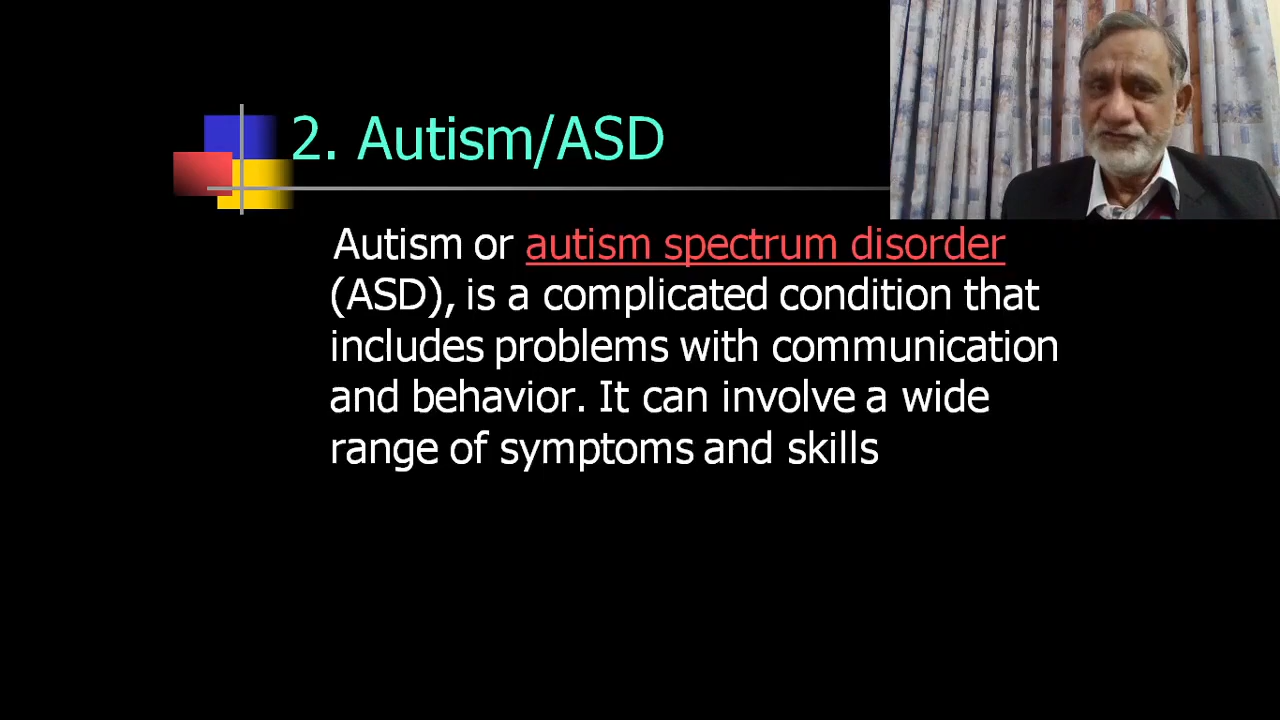 2. Autism/ASD
Autism or autism spectrum disorder
(ASD), is a complicated condition that
includes problems with communication
and behavior. It can involve a wide
range of symptoms and skills